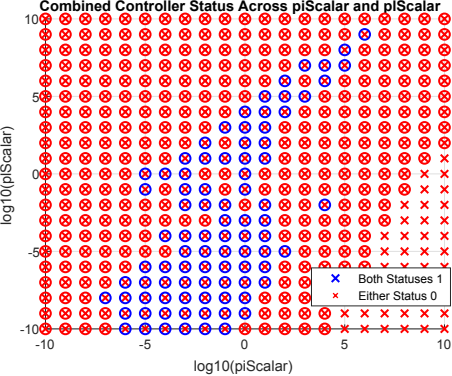 Combined Controller Status Across piScalar and pIScalar
10
5
0
-5
-10
log10(pIScalar)
Both Statuses 1
Either Status 0
-10
-5
0
5
10
log10(piScalar)